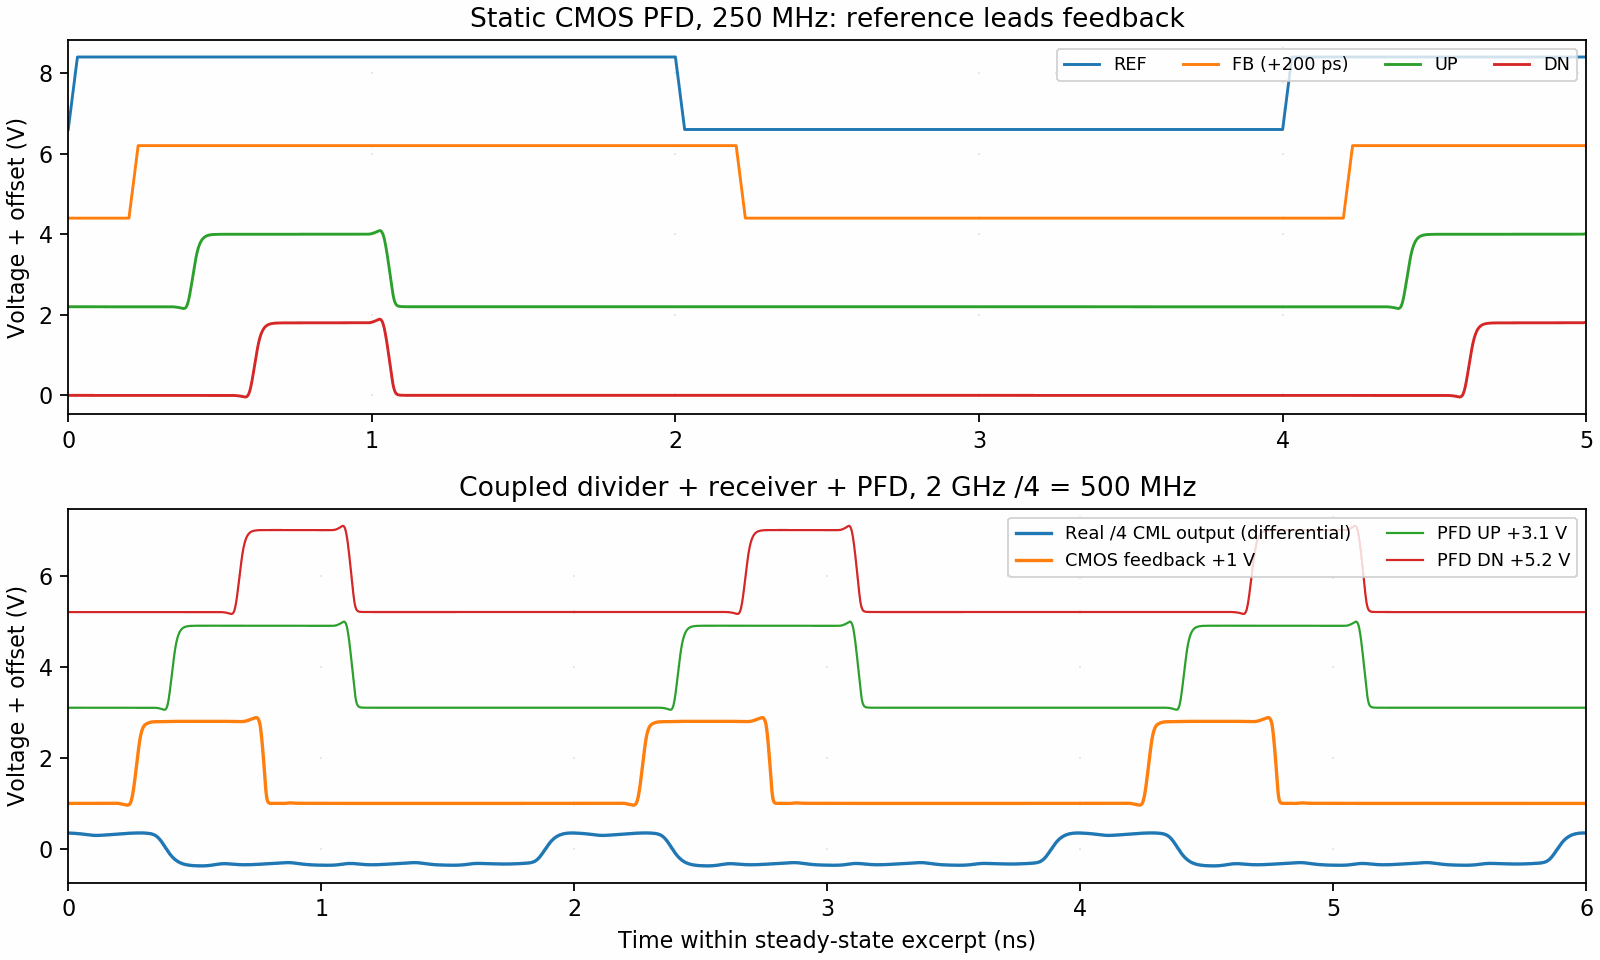 Static CMOS PFD, 250 MHz: reference leads feedback
REF FB (+200 ps) UP DN
Voltage + offset (V)
8
6
4
2
0
0 1 2 3 4 5
Coupled divider + receiver + PFD, 2 GHz /4 = 500 MHz
Real /4 CML output (differential) PFD UP +3.1 V
CMOS feedback +1 V PFD DN +5.2 V
Voltage + offset (V)
6
4
2
0
0 1 2 3 4 5 6
Time within steady-state excerpt (ns)